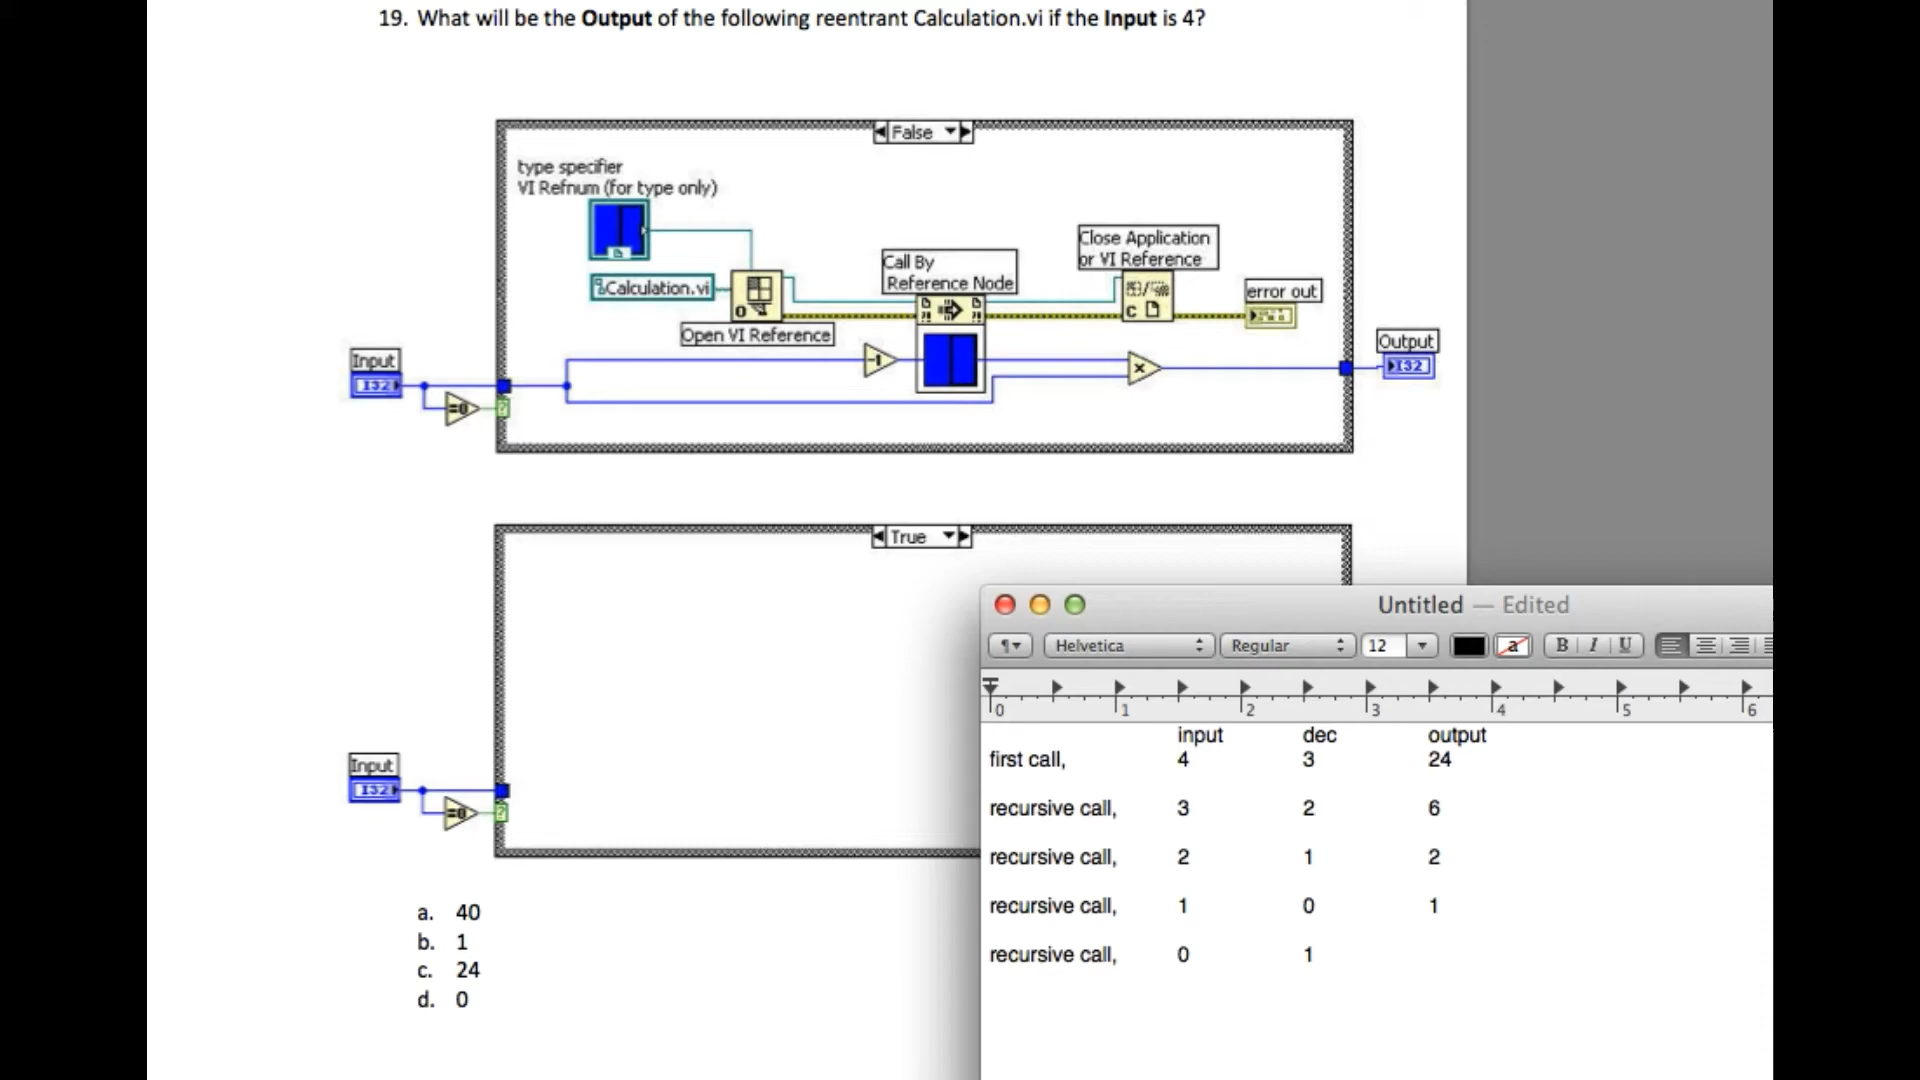 19. What will be the Output of the following reentrant Calculation.vi if the Input is 4?
False
type specifier
VI Refnum (for type only)
Calculation.vi
Open VI Reference
Call By
Reference Node
Close Application
or VI Reference
error out
Input
I32
=0
?
-1
x
Output
I32
True
Input
I32
=0
?
a. 40
b. 1
c. 24
d. 0
Untitled — Edited
Helvetica
Regular
12
a
B I U
0 1 2 3 4 5 6
input dec output
first call, 4 3 24
recursive call, 3 2 6
recursive call, 2 1 2
recursive call, 1 0 1
recursive call, 0 1